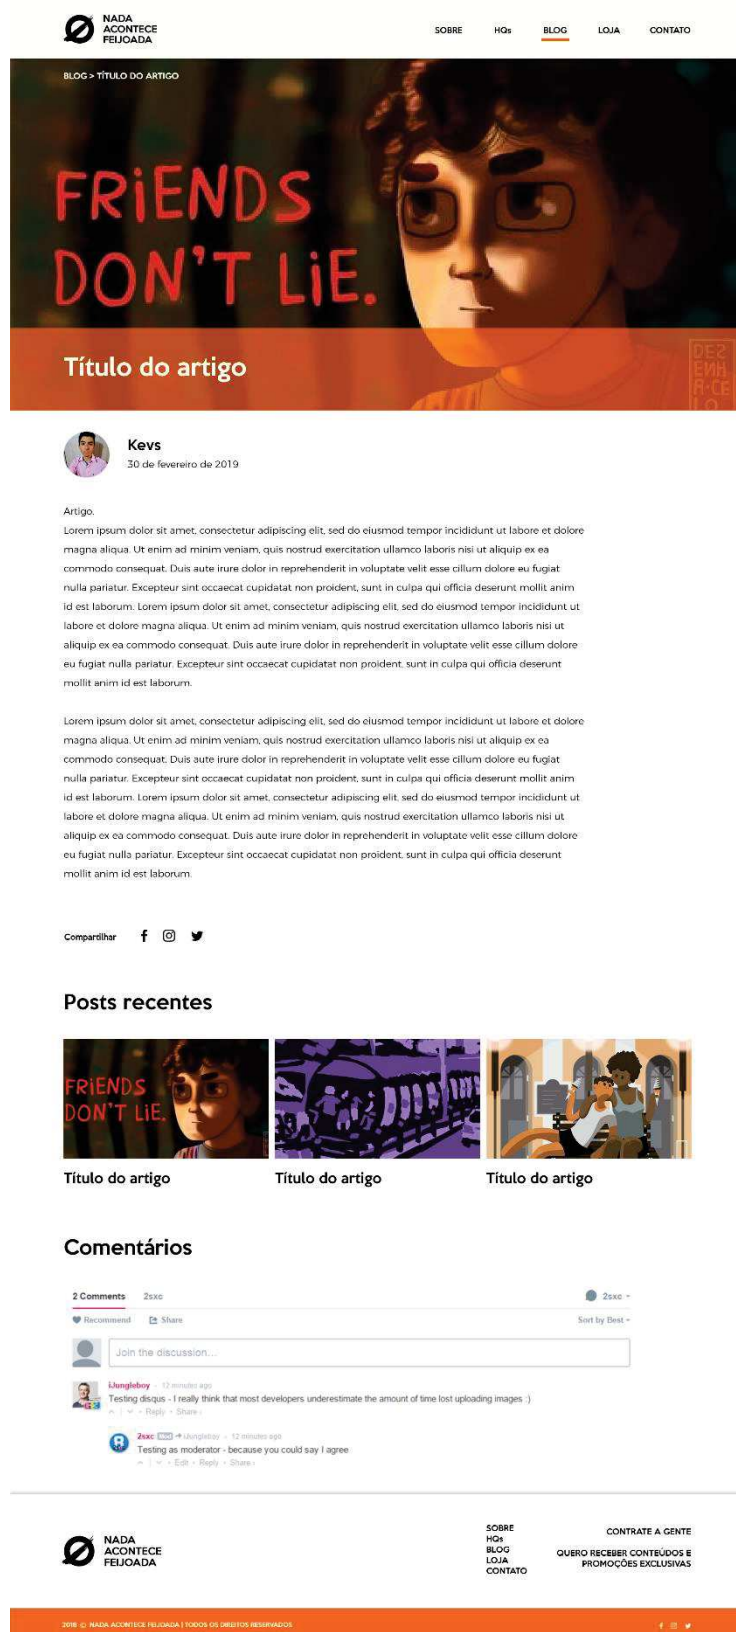 NADA
ACONTECE
FEIJOADA
SOBRE HQs BLOG LOJA CONTATO
BLOG > TÍTULO DO ARTIGO
FRiENDS
DON'T LiE.
Título do artigo
DEZ
ENH
A·CE
LO
Kevs
30 de fevereiro de 2019
Artigo.
Lorem ipsum dolor sit amet, consectetur adipiscing elit, sed do eiusmod tempor incididunt ut labore et dolore
magna aliqua. Ut enim ad minim veniam, quis nostrud exercitation ullamco laboris nisi ut aliquip ex ea
commodo consequat. Duis aute irure dolor in reprehenderit in voluptate velit esse cillum dolore eu fugiat
nulla pariatur. Excepteur sint occaecat cupidatat non proident, sunt in culpa qui officia deserunt mollit anim
id est laborum. Lorem ipsum dolor sit amet, consectetur adipiscing elit, sed do eiusmod tempor incididunt ut
labore et dolore magna aliqua. Ut enim ad minim veniam, quis nostrud exercitation ullamco laboris nisi ut
aliquip ex ea commodo consequat. Duis aute irure dolor in reprehenderit in voluptate velit esse cillum dolore
eu fugiat nulla pariatur. Excepteur sint occaecat cupidatat non proident, sunt in culpa qui officia deserunt
mollit anim id est laborum.
Lorem ipsum dolor sit amet, consectetur adipiscing elit, sed do eiusmod tempor incididunt ut labore et dolore
magna aliqua. Ut enim ad minim veniam, quis nostrud exercitation ullamco laboris nisi ut aliquip ex ea
commodo consequat. Duis aute irure dolor in reprehenderit in voluptate velit esse cillum dolore eu fugiat
nulla pariatur. Excepteur sint occaecat cupidatat non proident, sunt in culpa qui officia deserunt mollit anim
id est laborum. Lorem ipsum dolor sit amet, consectetur adipiscing elit, sed do eiusmod tempor incididunt ut
labore et dolore magna aliqua. Ut enim ad minim veniam, quis nostrud exercitation ullamco laboris nisi ut
aliquip ex ea commodo consequat. Duis aute irure dolor in reprehenderit in voluptate velit esse cillum dolore
eu fugiat nulla pariatur. Excepteur sint occaecat cupidatat non proident, sunt in culpa qui officia deserunt
mollit anim id est laborum.
Compartilhar
Posts recentes
FRiENDS
DON'T LiE.
Título do artigo Título do artigo Título do artigo
Comentários
2 Comments 2sxc 2sxc
Recommend Share Sort by Best
Join the discussion...
iJungleboy · 12 minutes ago
Testing disqus - I really think that most developers underestimate the amount of time lost uploading images :)
Reply · Share ›
2sxc Mod iJungleboy · 12 minutes ago
Testing as moderator - because you could say I agree
Edit · Reply · Share ›
NADA
ACONTECE
FEIJOADA
SOBRE
HQs
BLOG
LOJA
CONTATO
CONTRATE A GENTE
QUERO RECEBER CONTEÚDOS E
PROMOÇÕES EXCLUSIVAS
2018 © NADA ACONTECE FEIJOADA | TODOS OS DIREITOS RESERVADOS